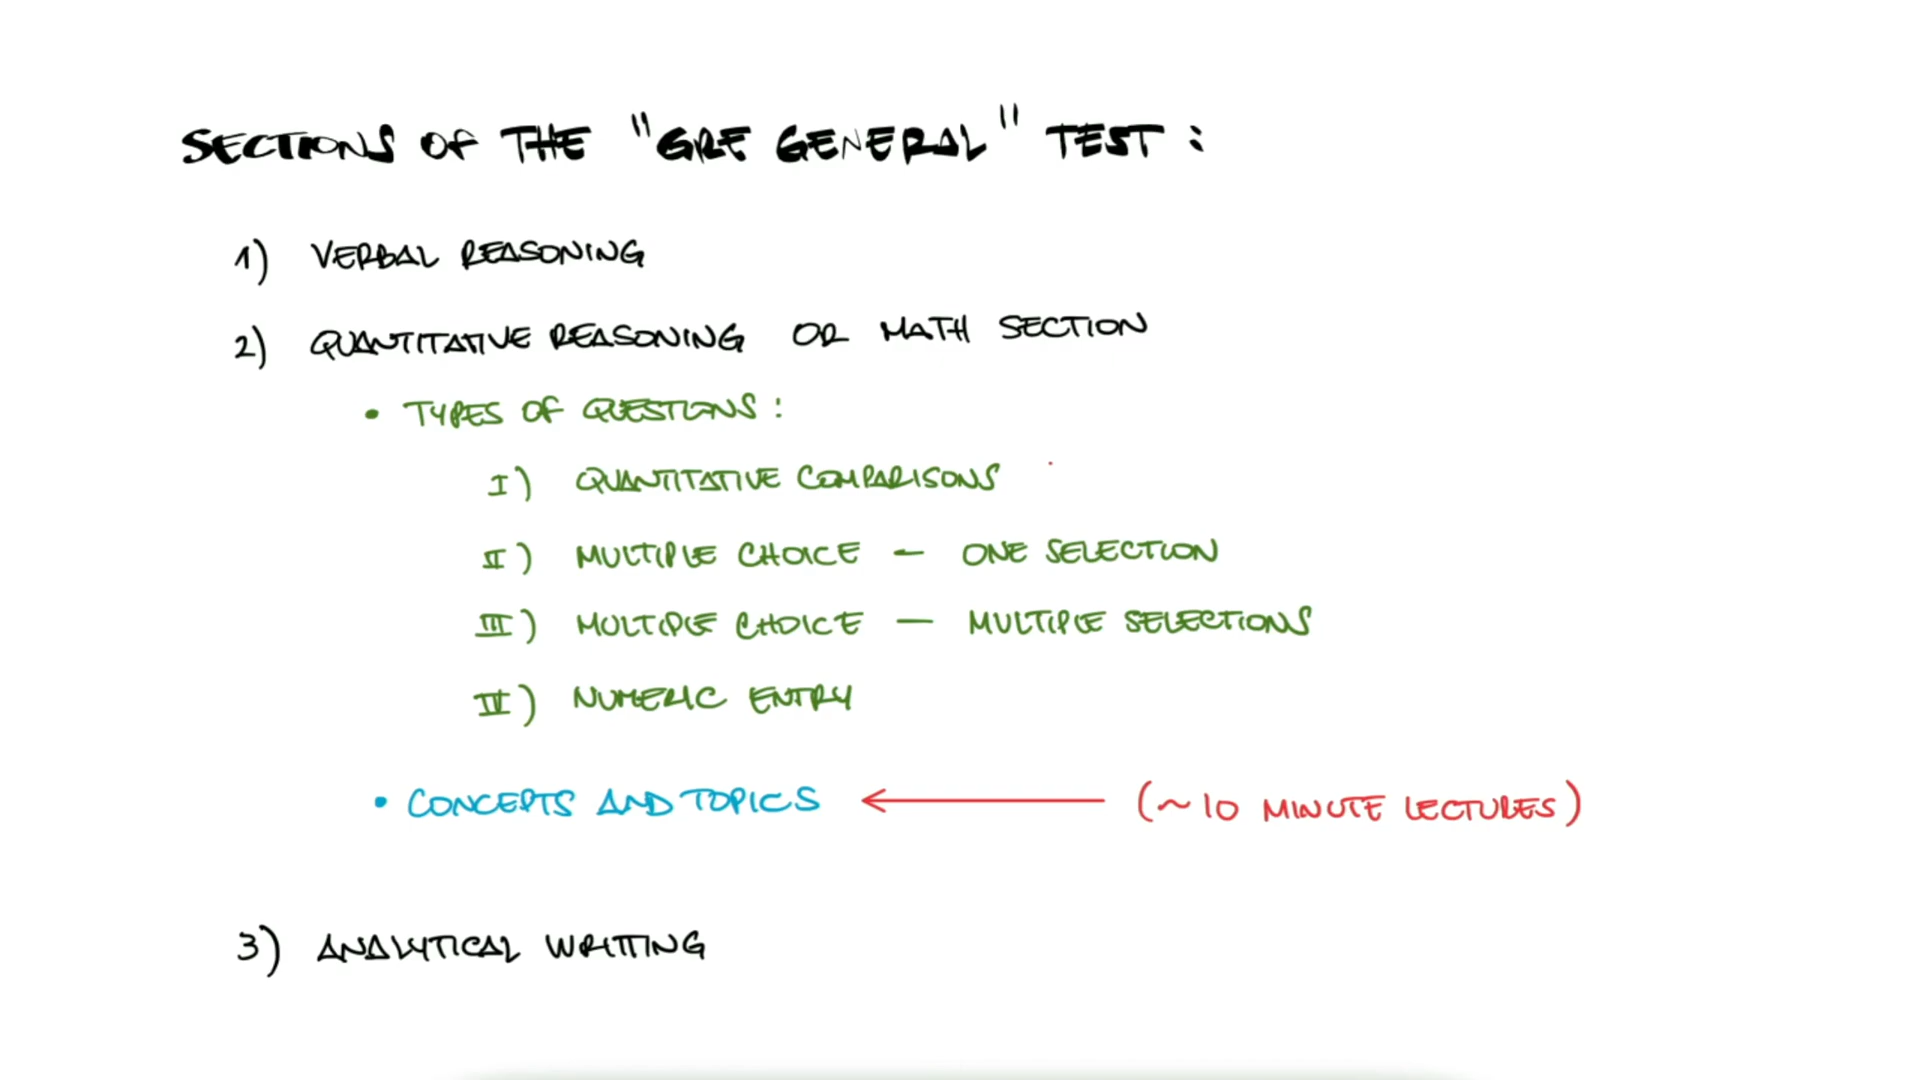 SECTIONS OF THE "GRE GENERAL" TEST:
1) VERBAL REASONING
2) QUANTITATIVE REASONING OR MATH SECTION
• TYPES OF QUESTIONS:
I) QUANTITATIVE COMPARISONS
II) MULTIPLE CHOICE – ONE SELECTION
III) MULTIPLE CHOICE – MULTIPLE SELECTIONS
IV) NUMERIC ENTRY
• CONCEPTS AND TOPICS ← (~10 MINUTE LECTURES)
3) ANALYTICAL WRITING